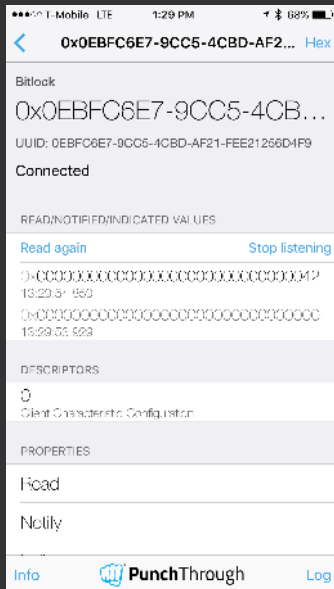 T-Mobile LTE 1:29 PM 68%
0x0EBFC6E7-9CC5-4CBD-AF2... Hex
Bitlock
0x0EBFC6E7-9CC5-4CB...
UUID: 0EBFC6E7-9CC5-4CBD-AF21-FEE21256D4F9
Connected
READ/NOTIFIED/INDICATED VALUES
Read again Stop listening
DESCRIPTORS
0
Client Characteristic Configuration
PROPERTIES
Read
Notify
Info PunchThrough Log